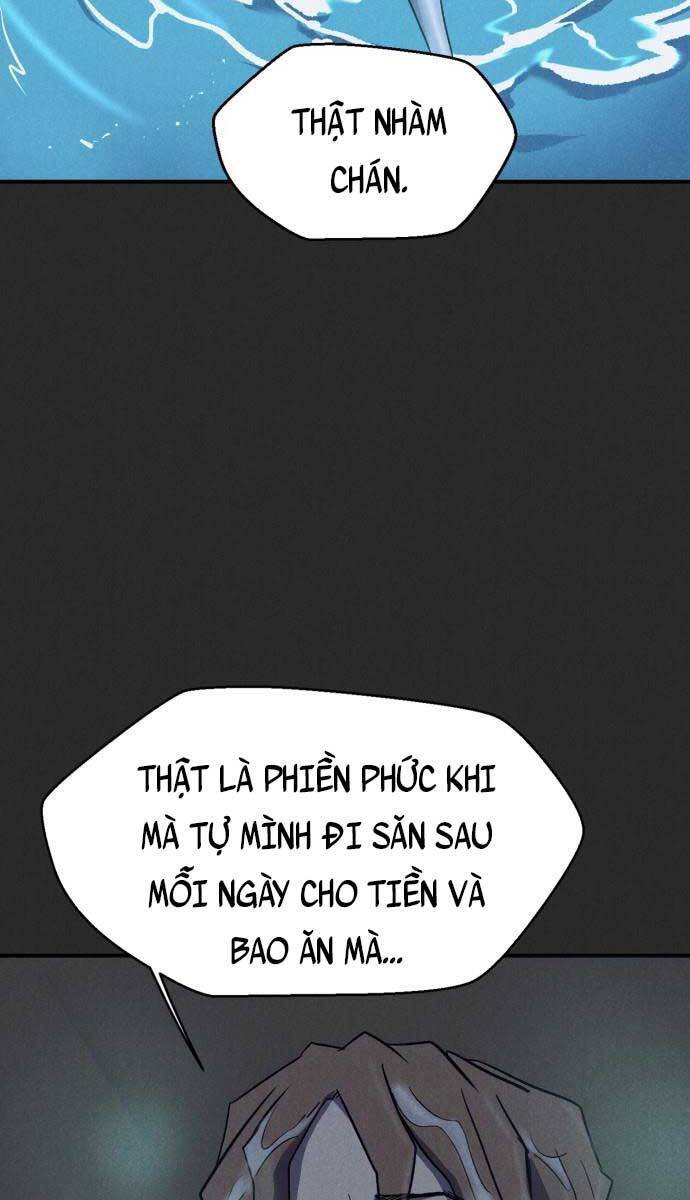 THẬT NHÀM
CHÁN.
THẬT LÀ PHIỀN PHỨC KHI
MÀ TỰ MÌNH ĐI SĂN SAU
MỖI NGÀY CHO TIỀN VÀ
BAO ĂN MÀ...